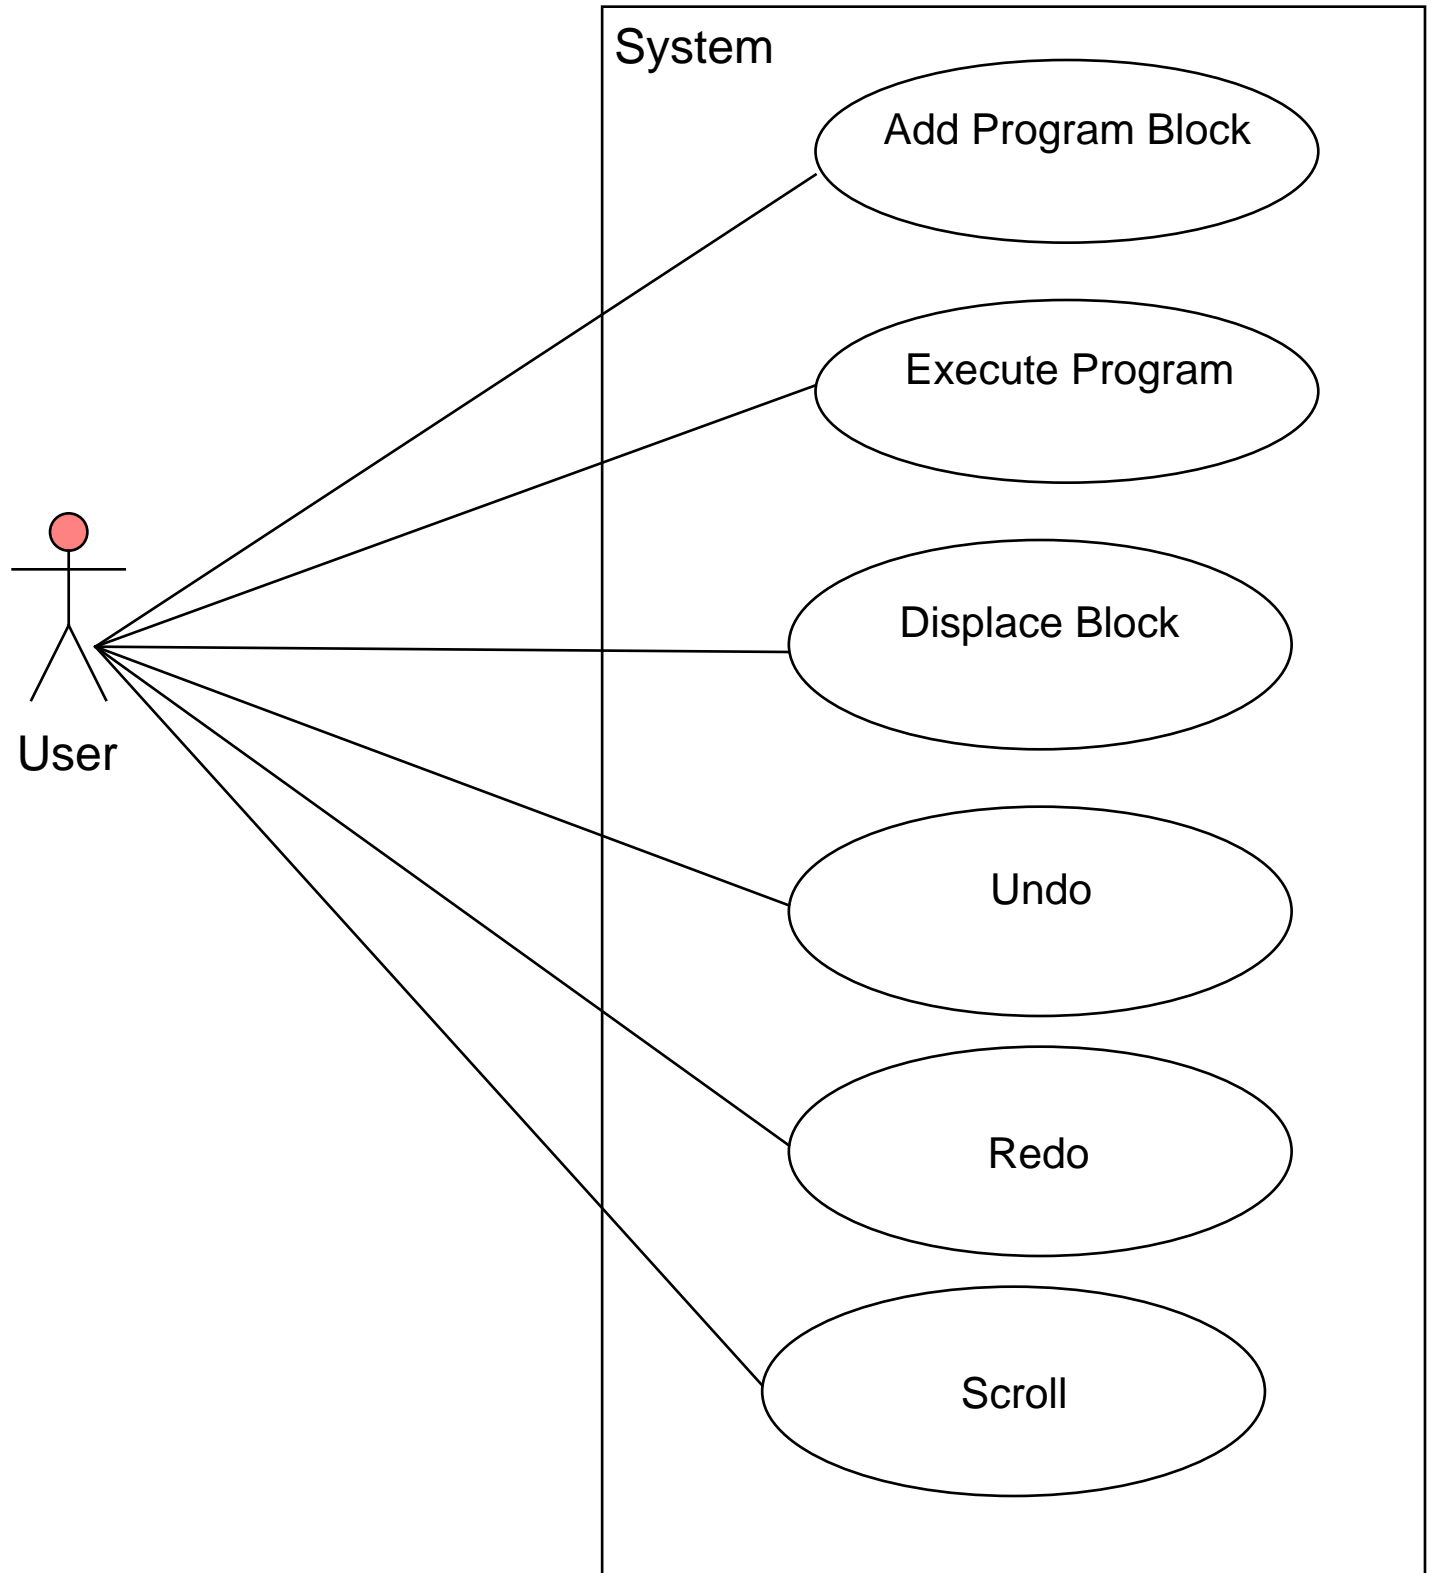 System
Add Program Block
Execute Program
Displace Block
User
Undo
Redo
Scroll